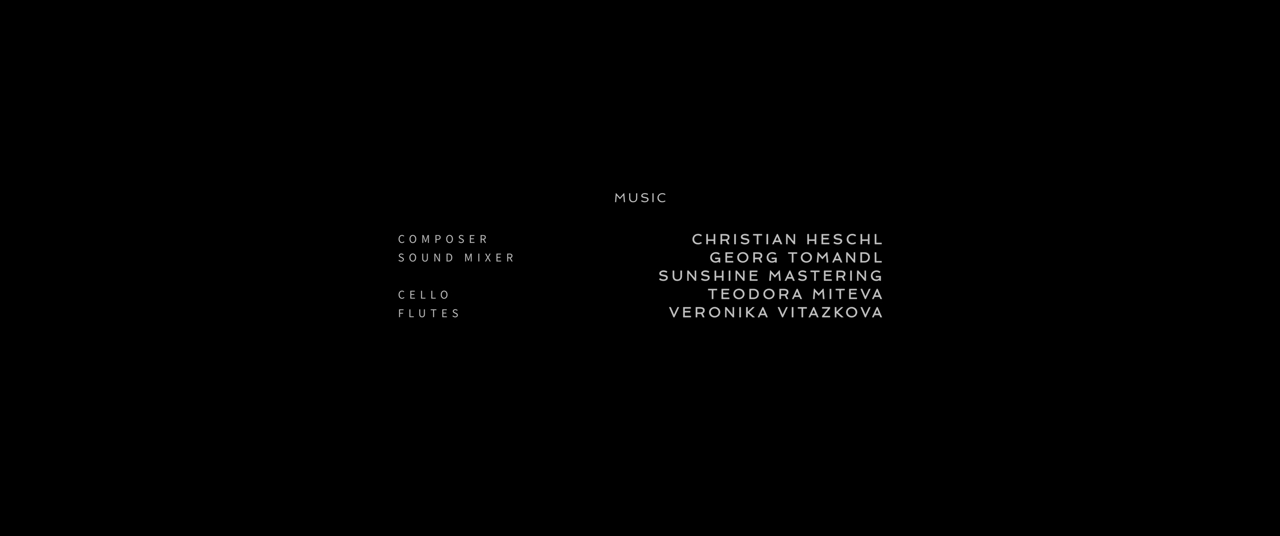 MUSIC
COMPOSER CHRISTIAN HESCHL
SOUND MIXER GEORG TOMANDL
SUNSHINE MASTERING
CELLO TEODORA MITEVA
FLUTES VERONIKA VITAZKOVA